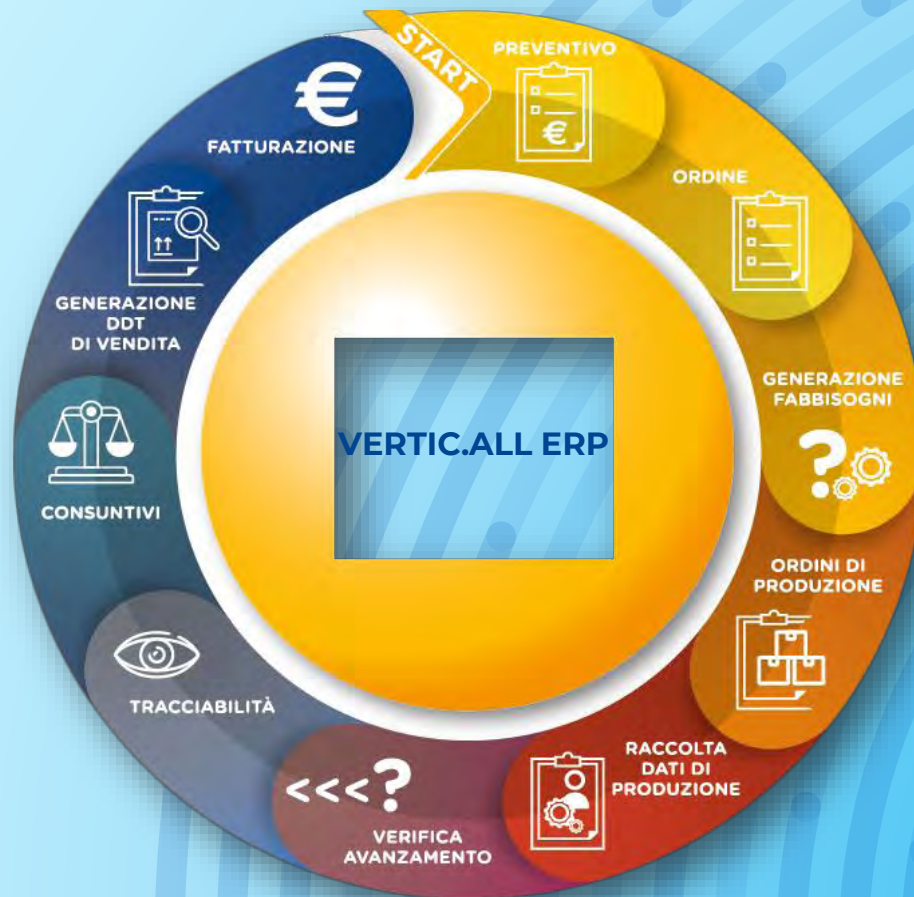 START
PREVENTIVO
€
ORDINE
GENERAZIONE
FABBISOGNI
?
ORDINI DI
PRODUZIONE
RACCOLTA
DATI DI
PRODUZIONE
<<<?
VERIFICA
AVANZAMENTO
TRACCIABILITÀ
CONSUNTIVI
GENERAZIONE
DDT
DI VENDITA
€
FATTURAZIONE
VERTIC.ALL ERP